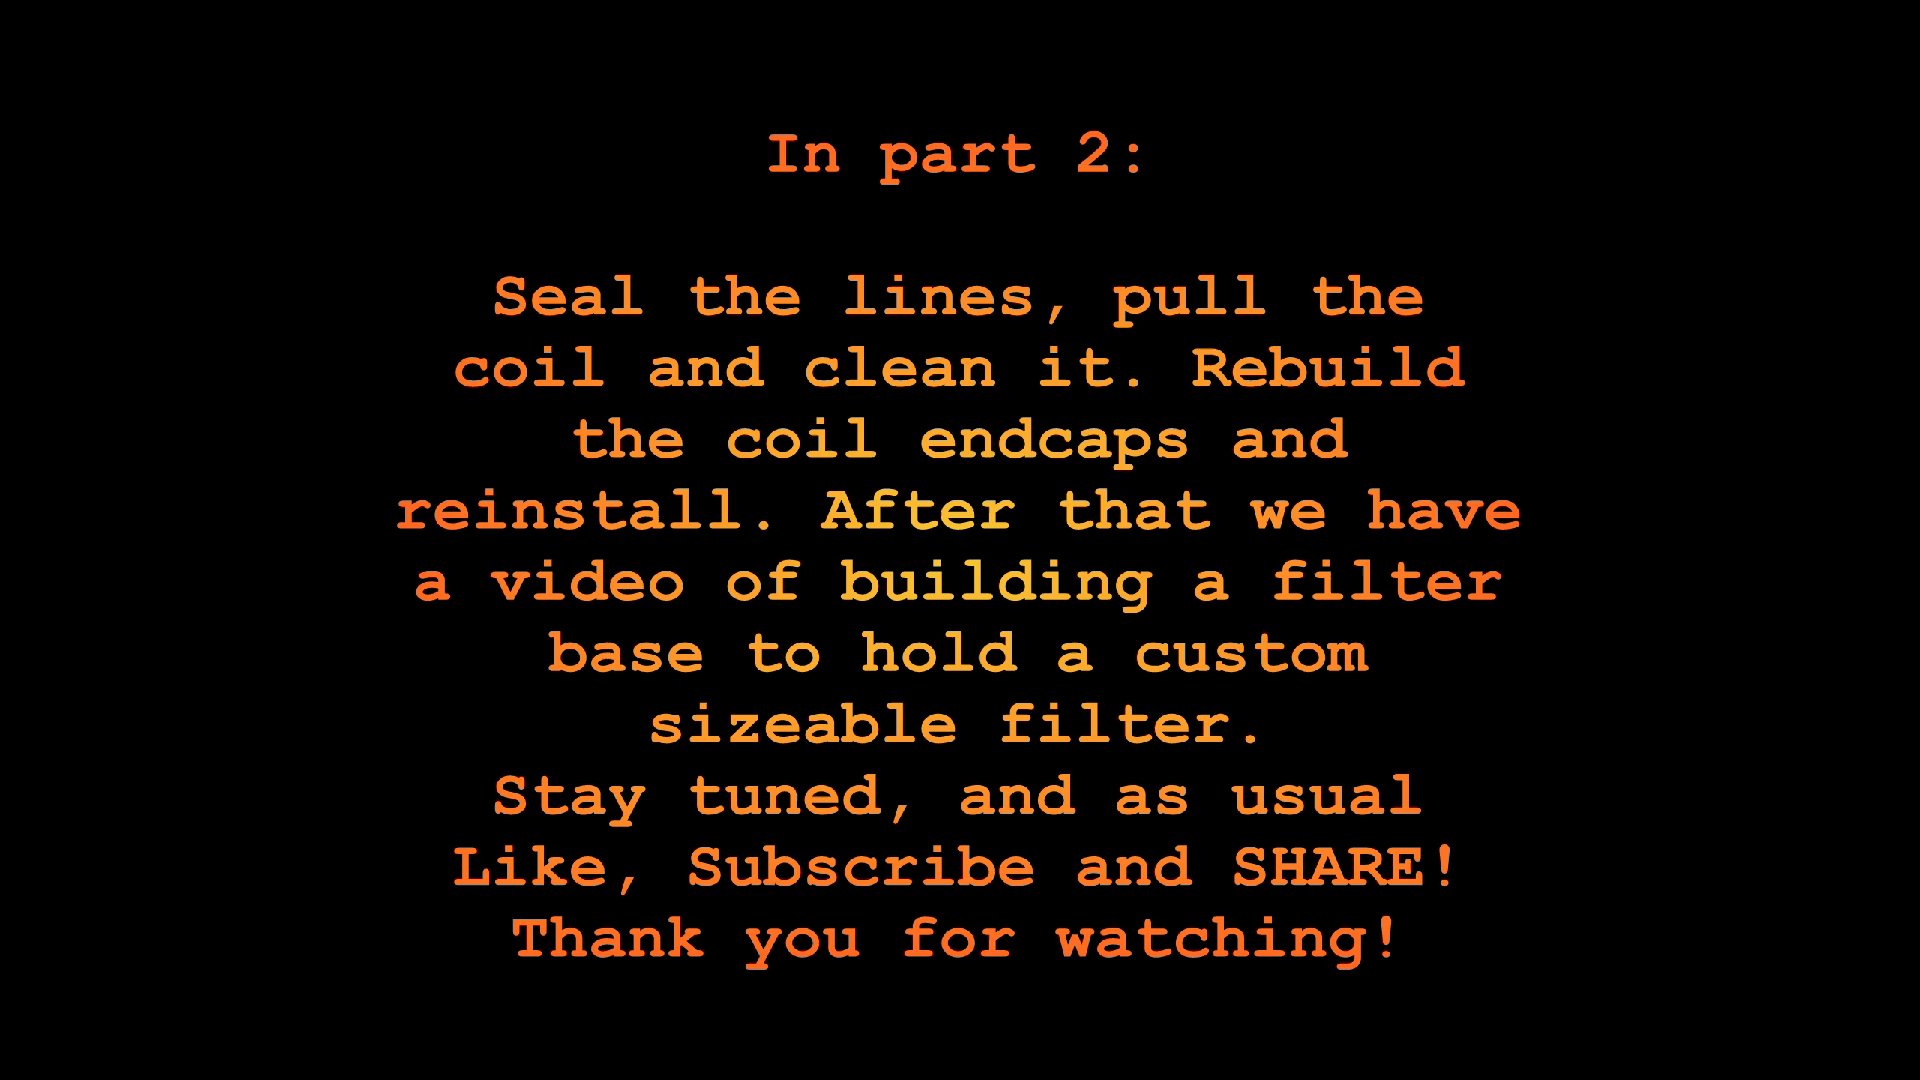 In part 2:
Seal the lines, pull the
coil and clean it. Rebuild
the coil endcaps and
reinstall. After that we have
a video of building a filter
base to hold a custom
sizeable filter.
Stay tuned, and as usual
Like, Subscribe and SHARE!
Thank you for watching!